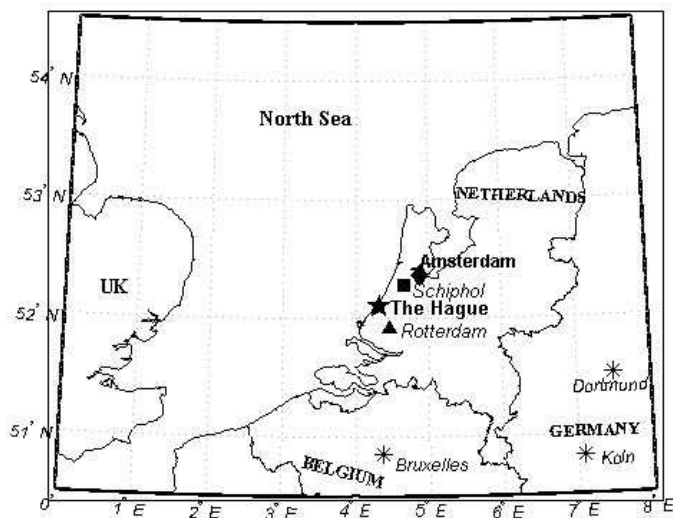 54° N
North Sea
53° N
NETHERLANDS
UK
Amsterdam
Schiphol
52° N
The Hague
Rotterdam
Dortmund
51° N
GERMANY
BELGIUM
Bruxelles
Koln
0°
1° E
2° E
3° E
4° E
5° E
6° E
7° E
8° E